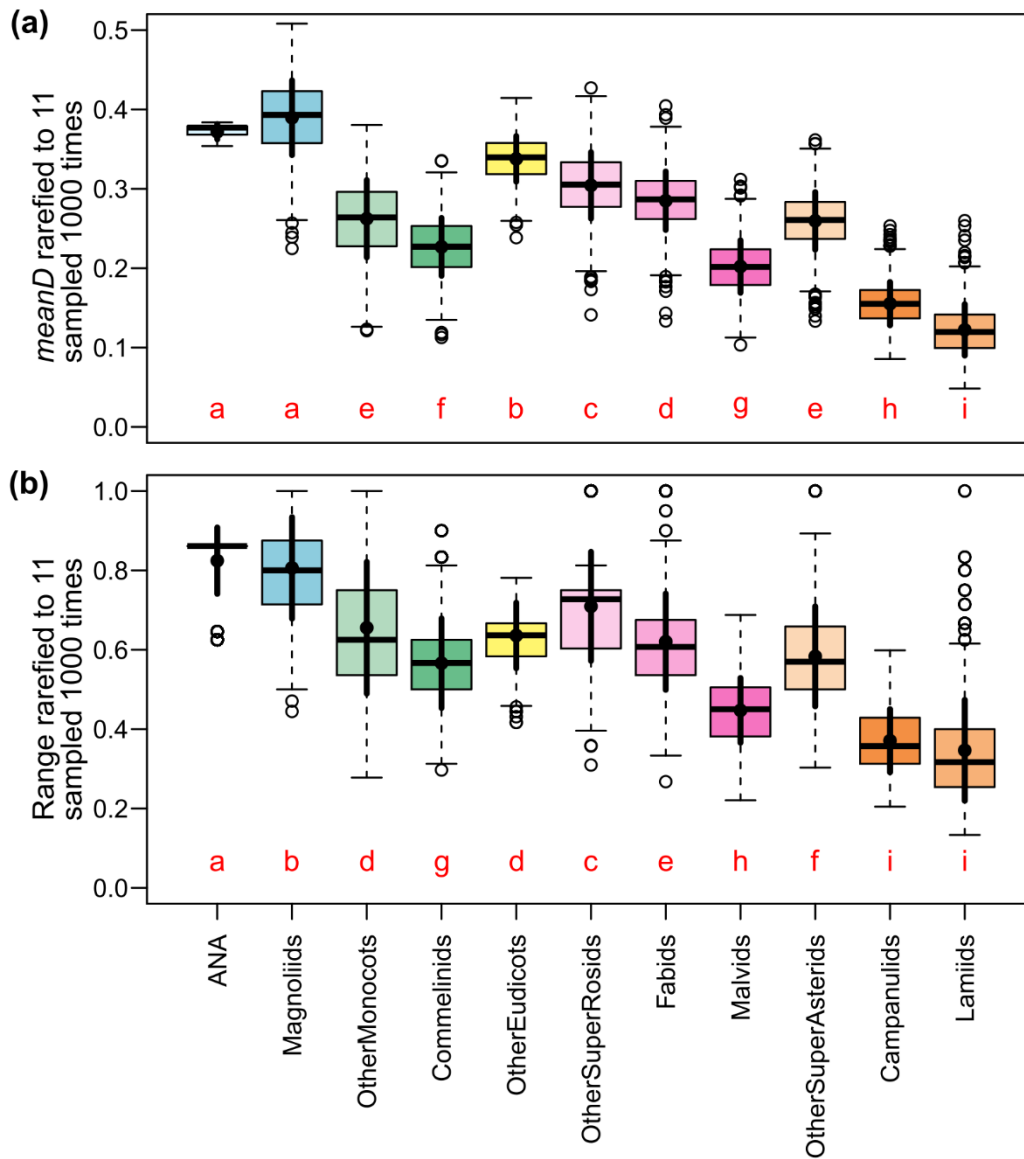 (a)
meanD rarefied to 11
sampled 1000 times
0.5
0.4
0.3
0.2
0.1
0.0
a a e f b c d g e h i
(b)
Range rarefied to 11
sampled 1000 times
1.0
0.8
0.6
0.4
0.2
0.0
a b d g d c e h f i i
ANA
Magnoliids
OtherMonocots
Commelinids
OtherEudicots
OtherSuperRosids
Fabids
Malvids
OtherSuperAsterids
Campanulids
Lamiids